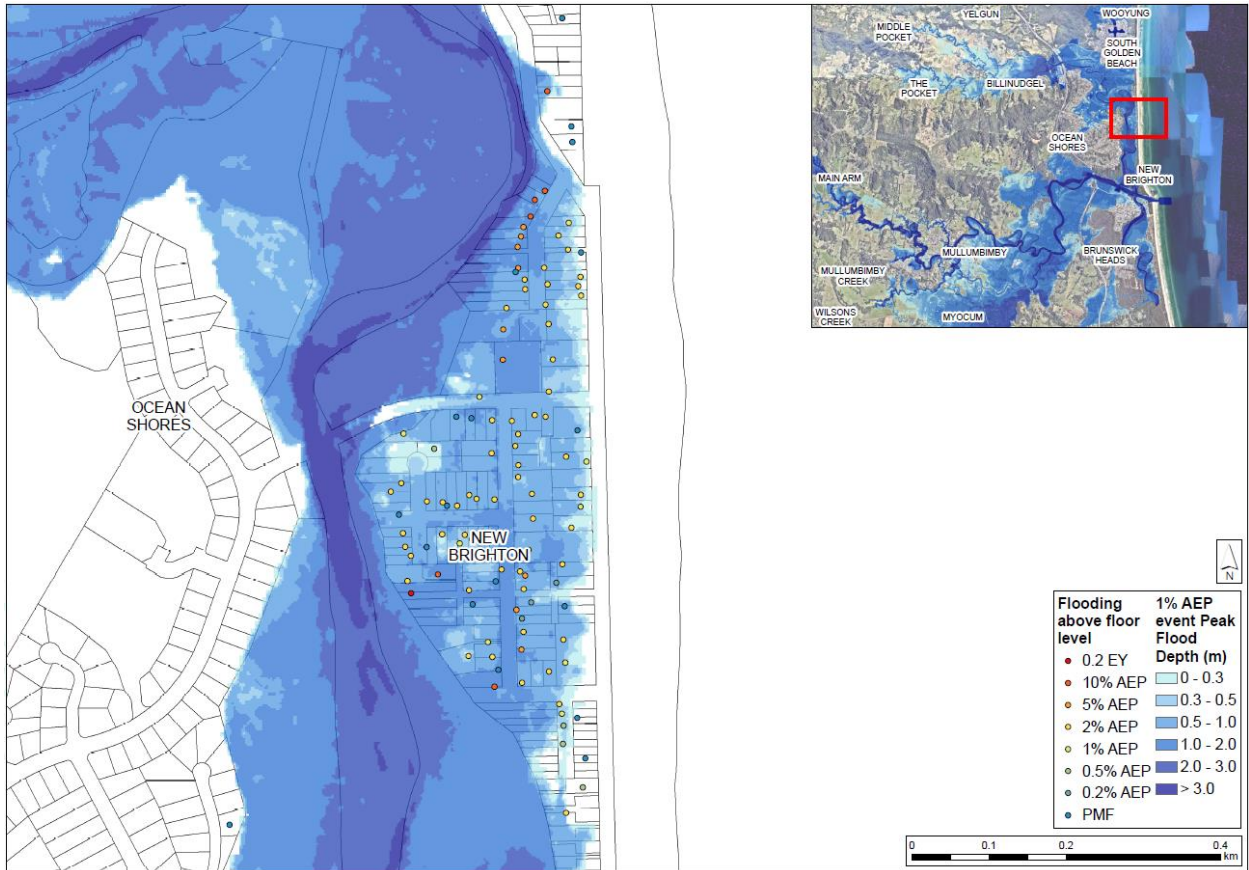 YELGUN
WOOYUNG
MIDDLE
POCKET
SOUTH
GOLDEN
BEACH
THE
POCKET
BILLINUDGEL
OCEAN
SHORES
MAIN ARM
NEW
BRIGHTON
MULLUMBIMBY
BRUNSWICK
HEADS
MULLUMBIMBY
CREEK
WILSONS
CREEK
MYOCUM
OCEAN
SHORES
NEW
BRIGHTON
N
Flooding
above floor
level
0.2 EY
10% AEP
5% AEP
2% AEP
1% AEP
0.5% AEP
0.2% AEP
PMF
1% AEP
event Peak
Flood
Depth (m)
0 - 0.3
0.3 - 0.5
0.5 - 1.0
1.0 - 2.0
2.0 - 3.0
> 3.0
0 0.1 0.2 0.4
km